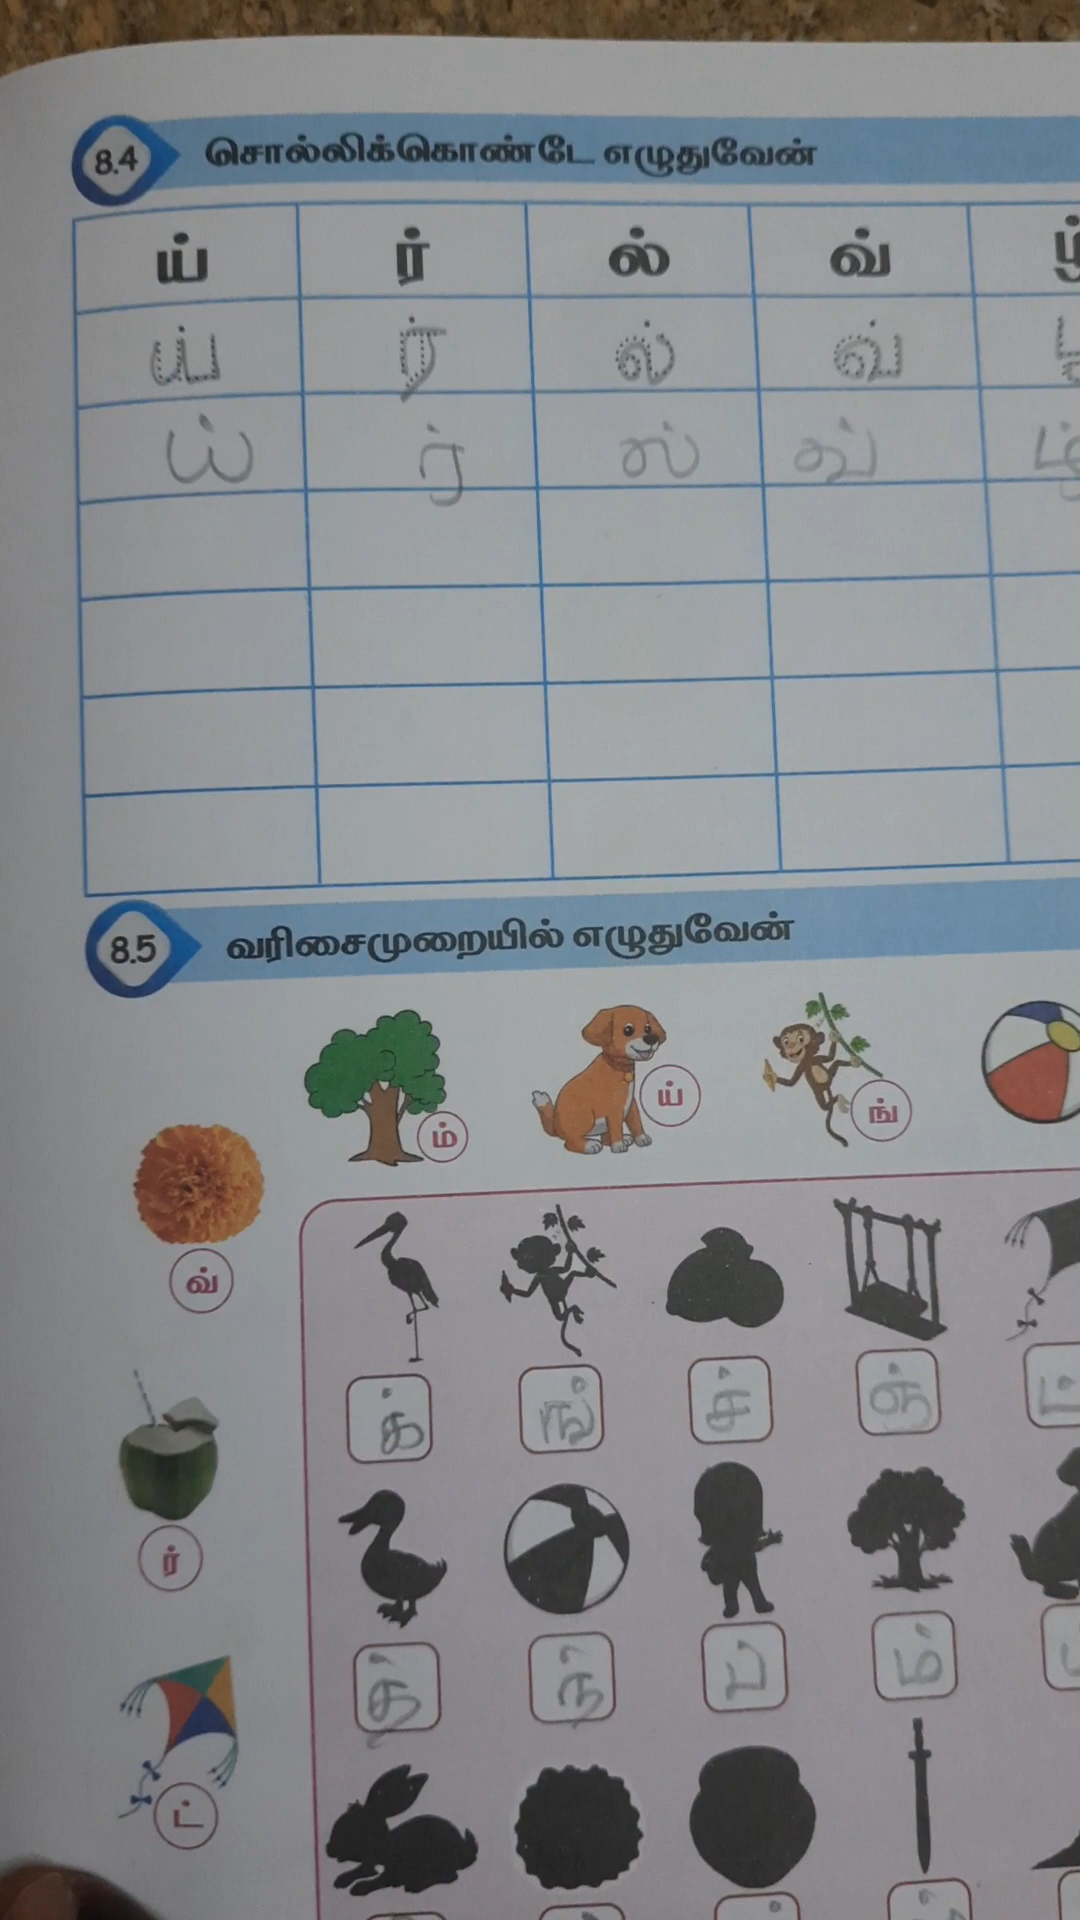 8.4 சொல்லிக்கொண்டே எழுதுவேன்
ய் ர் ல் வ் ழ்
ய் ர் ல் வ்
ய் ர் ல் வ் ழ்
8.5 வரிசைமுறையில் எழுதுவேன்
ம் ய் ங்
வ்
க் ங் ச் ஞ் ட்
ர்
த் ந் ப ம்
ட்